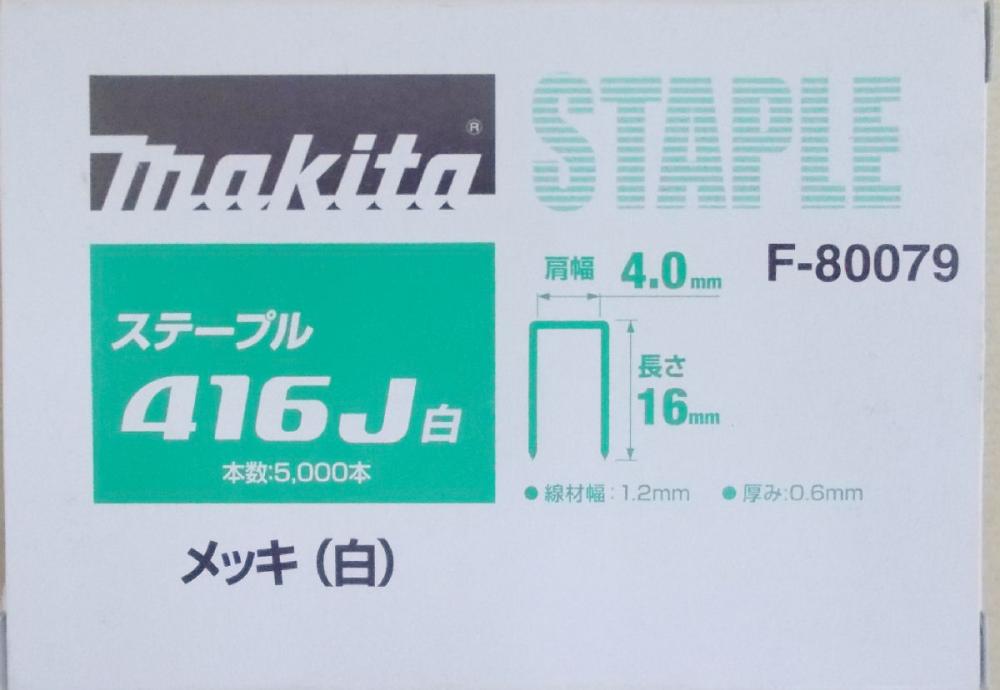 makita®
STAPLE
F-80079
ステープル
416J白
本数:5,000本
メッキ（白）
肩幅 4.0mm
長さ
16mm
●線材幅:1.2mm ●厚み:0.6mm